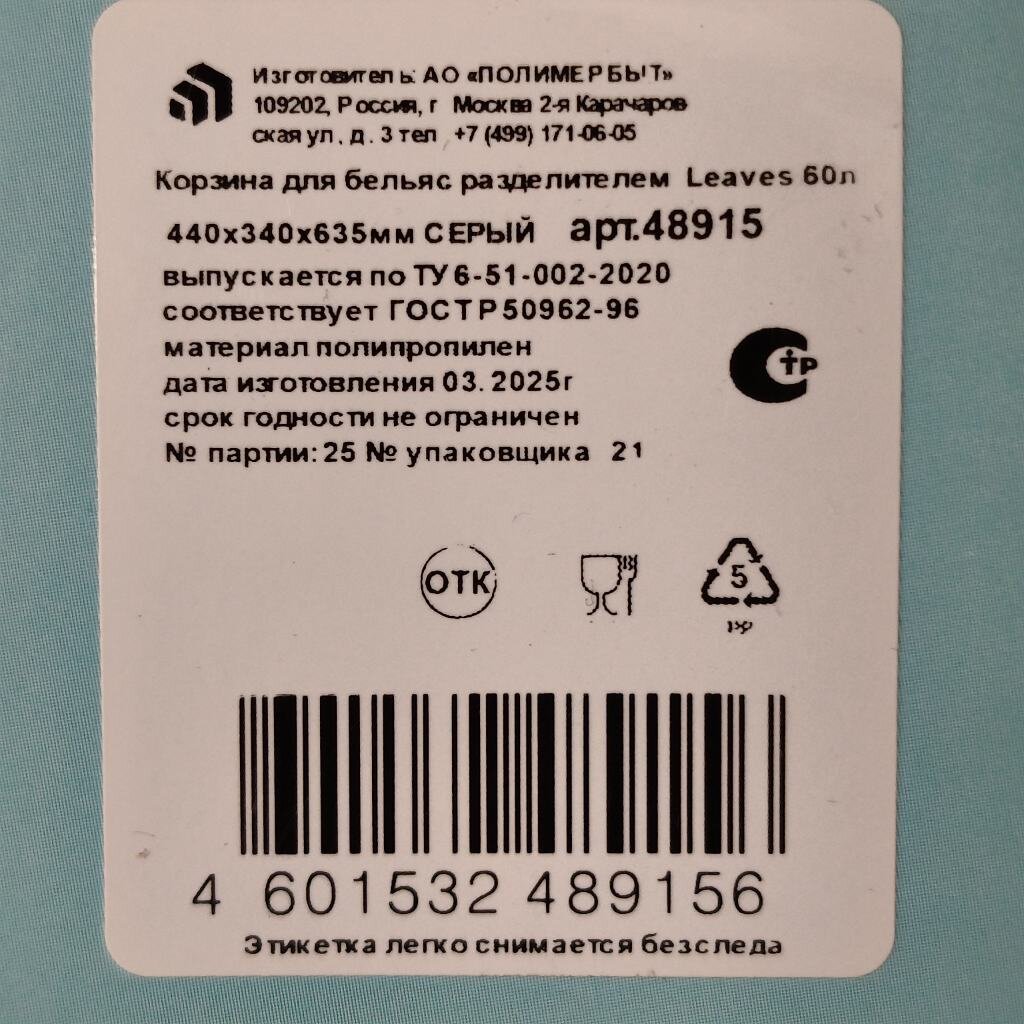 Изготовитель: АО «ПОЛИМЕРБЫТ»
109202, Россия, г Москва 2-я Карачаров
ская ул. д. 3 тел +7 (499) 171-06-05
Корзина для белья с разделителем Leaves 60л
440х340х635мм СЕРЫЙ арт.48915
выпускается по ТУ 6-51-002-2020
соответствует ГОСТ Р 50962-96
материал полипропилен
дата изготовления 03. 2025г
срок годности не ограничен
№ партии: 25 № упаковщика 21
СтР
ОТК
5
PP
4 601532 489156
Этикетка легко снимается без следа